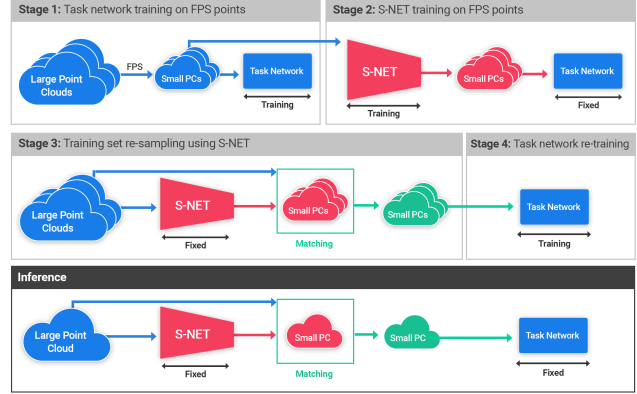 Stage 1: Task network training on FPS points
Large Point
Clouds
FPS
Small PCs
Task Network
Training
Stage 2: S-NET training on FPS points
S-NET
Training
Small PCs
Task Network
Fixed
Stage 3: Training set re-sampling using S-NET
Large Point
Clouds
S-NET
Fixed
Small PCs
Matching
Small PCs
Stage 4: Task network re-training
Task Network
Training
Inference
Large Point
Cloud
S-NET
Fixed
Small PC
Matching
Small PC
Task Network
Fixed